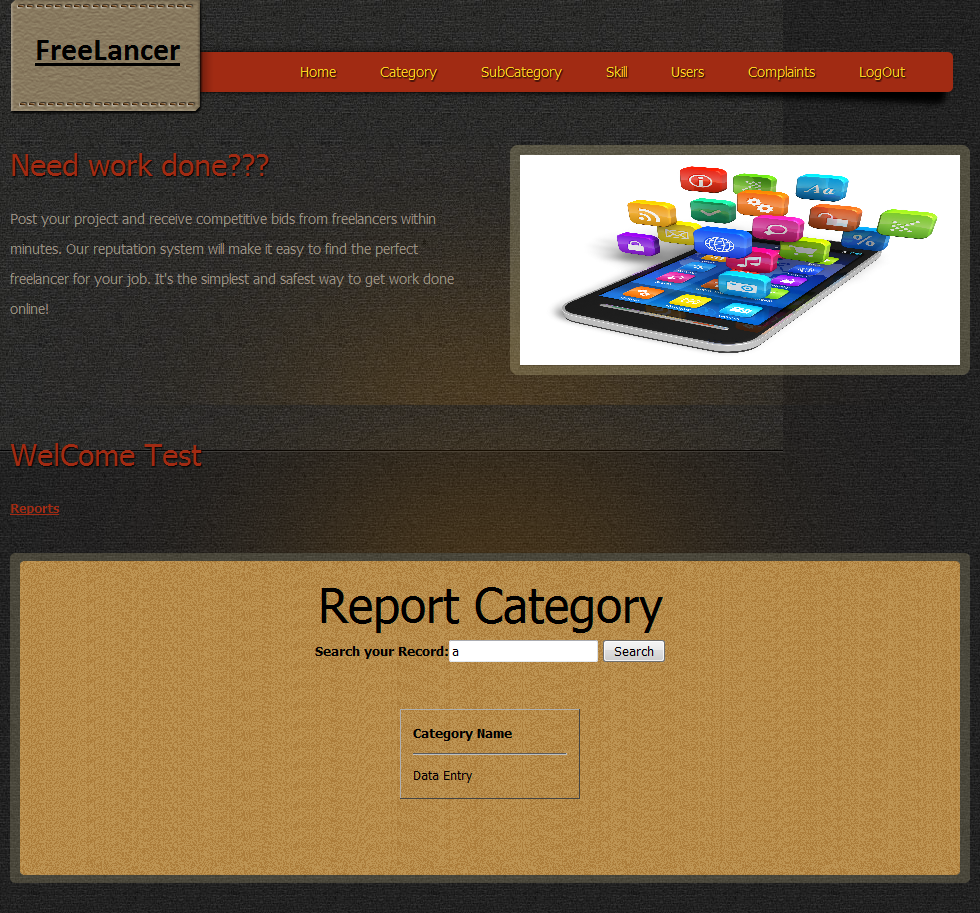 FreeLancer
Home Category SubCategory Skill Users Complaints LogOut
Need work done???
Post your project and receive competitive bids from freelancers within
minutes. Our reputation system will make it easy to find the perfect
freelancer for your job. It's the simplest and safest way to get work done
online!
WelCome Test
Reports
Report Category
Search your Record: a Search
Category Name
Data Entry